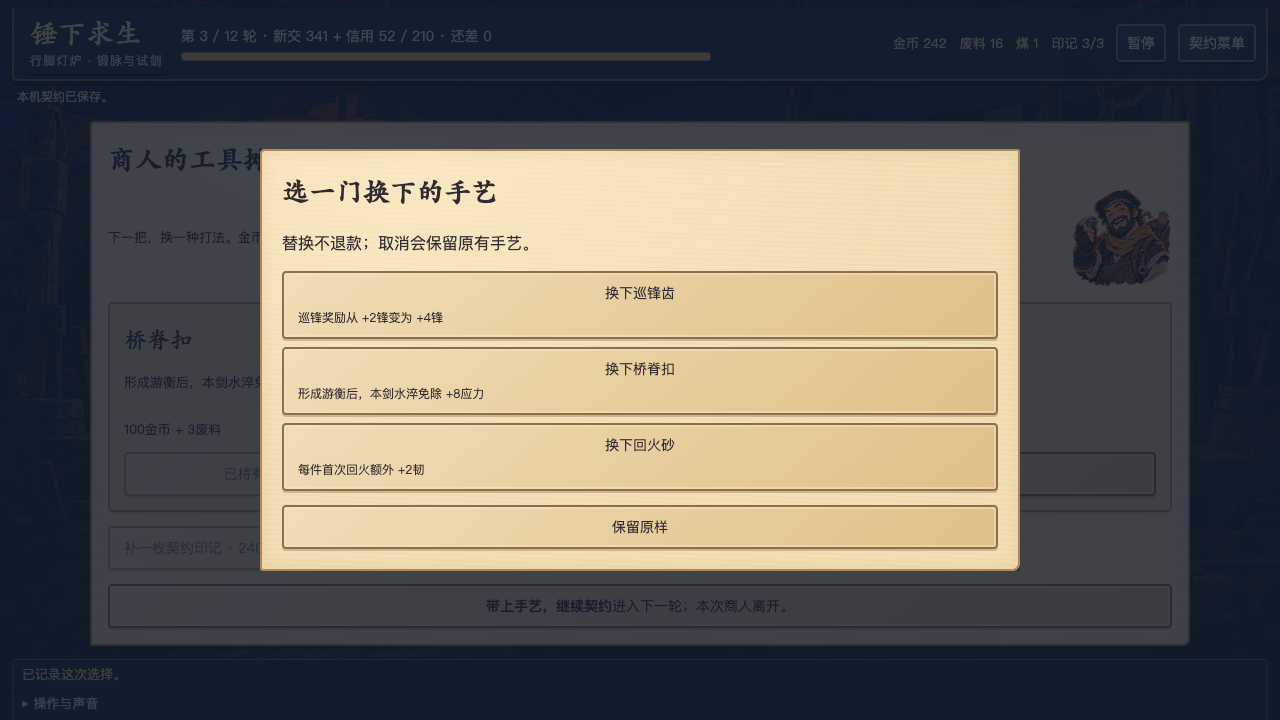 锤下求生
行脚灯炉 · 锻脉与试剑
第 3 / 12 轮 · 新交 341 + 信用 52 / 210 · 还差 0
金币 242 废料 16 煤 1 印记 3/3
暂停
契约菜单
本机契约已保存。
商人的工具摊
下一把，换一种打法。金币
选一门换下的手艺
替换不退款；取消会保留原有手艺。
换下巡锋齿
巡锋奖励从 +2锋变为 +4锋
换下桥脊扣
形成游衡后，本剑水淬免除 +8应力
换下回火砂
每件首次回火额外 +2韧
保留原样
桥脊扣
形成游衡后，本剑水淬免
100金币 + 3废料
已持有
补一枚契约印记 · 240
带上手艺，继续契约进入下一轮；本次商人离开。
已记录这次选择。
▸ 操作与声音